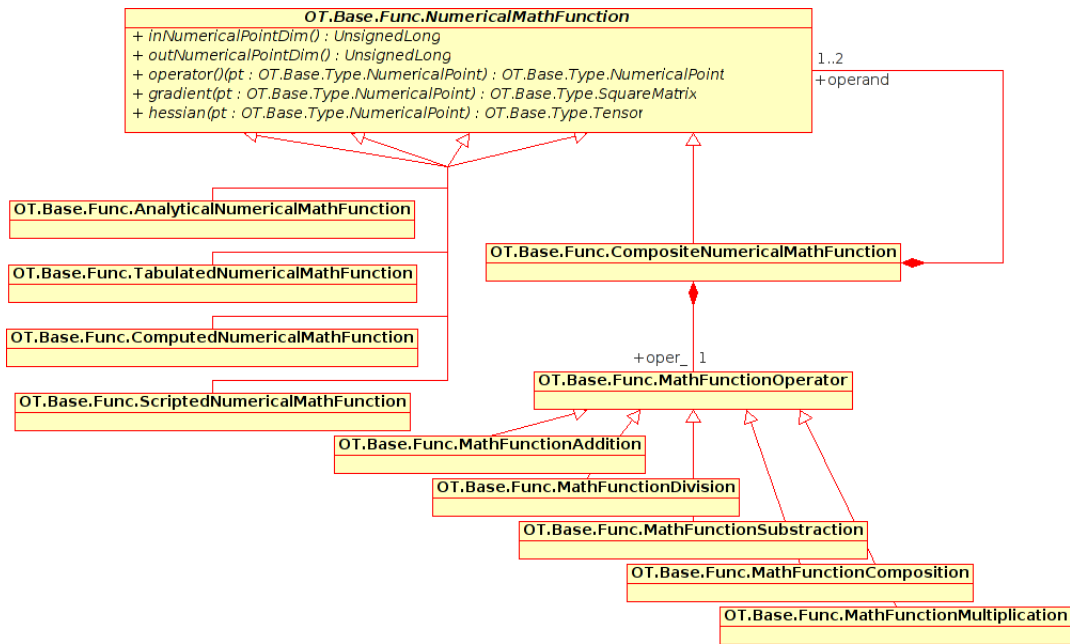 OT.Base.Func.NumericalMathFunction
+ inNumericalPointDim() : UnsignedLong
+ outNumericalPointDim() : UnsignedLong
+ operator()(pt : OT.Base.Type.NumericalPoint) : OT.Base.Type.NumericalPoint
+ gradient(pt : OT.Base.Type.NumericalPoint) : OT.Base.Type.SquareMatrix
+ hessian(pt : OT.Base.Type.NumericalPoint) : OT.Base.Type.Tensor
1..2
+operand
OT.Base.Func.AnalyticalNumericalMathFunction
OT.Base.Func.CompositeNumericalMathFunction
OT.Base.Func.TabulatedNumericalMathFunction
OT.Base.Func.ComputedNumericalMathFunction
+oper_ 1
OT.Base.Func.MathFunctionOperator
OT.Base.Func.ScriptedNumericalMathFunction
OT.Base.Func.MathFunctionAddition
OT.Base.Func.MathFunctionDivision
OT.Base.Func.MathFunctionSubstraction
OT.Base.Func.MathFunctionComposition
OT.Base.Func.MathFunctionMultiplication